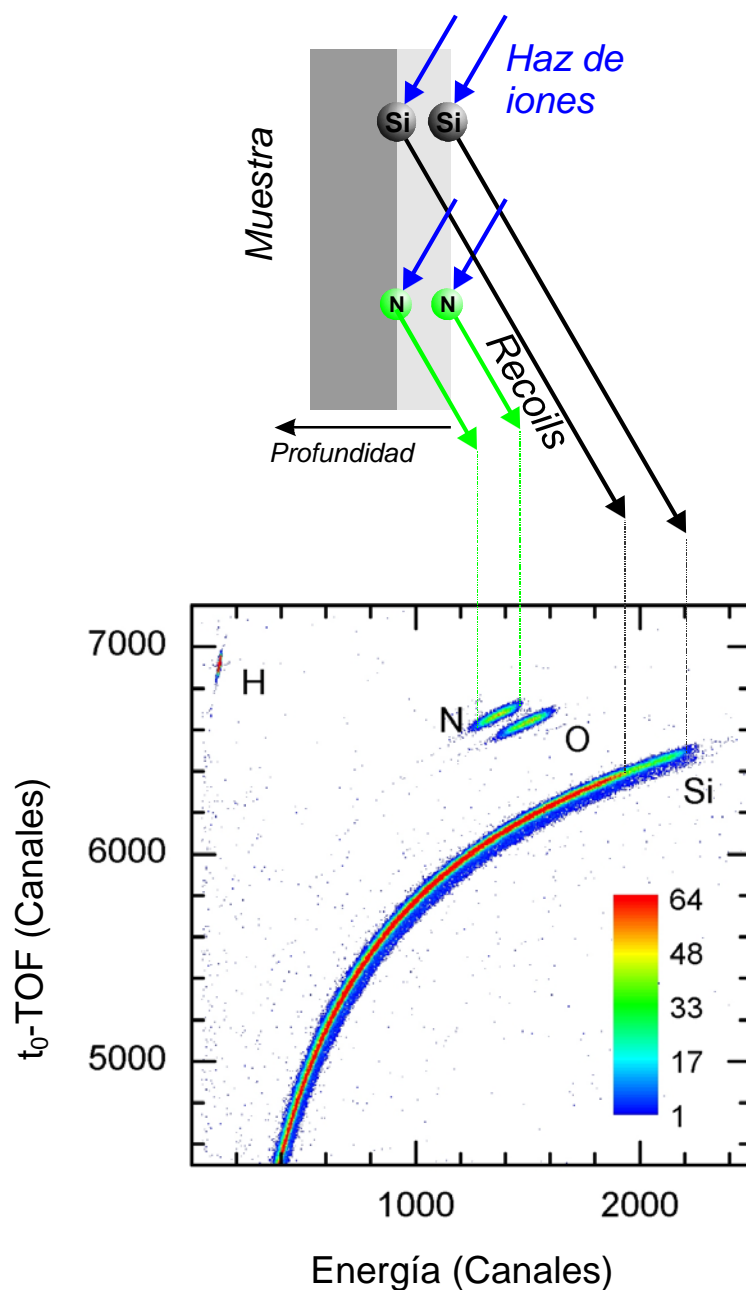 Haz de
iones
Si Si
Muestra
N N
Recoils
Profundidad
7000
H
N
O
Si
6000
t₀-TOF (Canales)
64
48
33
5000
17
1
1000 2000
Energía (Canales)